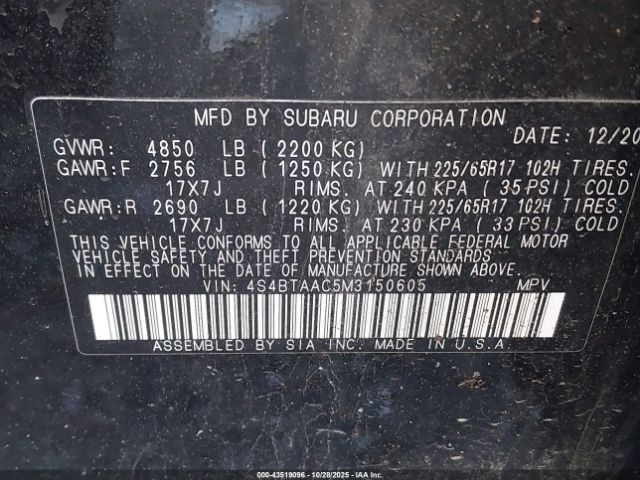 MFD BY SUBARU CORPORATION
DATE: 12/20
GVWR: 4850 LB ( 2200 KG)
GAWR:F 2756 LB ( 1250 KG) WITH 225/65R17 102H TIRES.
17X7J RIMS. AT 240 KPA ( 35 PSI) COLD
GAWR:R 2690 LB ( 1220 KG) WITH 225/65R17 102H TIRES.
17X7J RIMS. AT 230 KPA ( 33 PSI) COLD
THIS VEHICLE CONFORMS TO ALL APPLICABLE FEDERAL MOTOR
VEHICLE SAFETY AND THEFT PREVENTION STANDARDS IN
EFFECT ON THE DATE OF MANUFACTURE SHOWN ABOVE.
VIN: 4S4BTAAC5M3150605 MPV
ASSEMBLED BY SIA INC. MADE IN U.S.A.
000-43519096 - 10/28/2025 - IAA Inc.